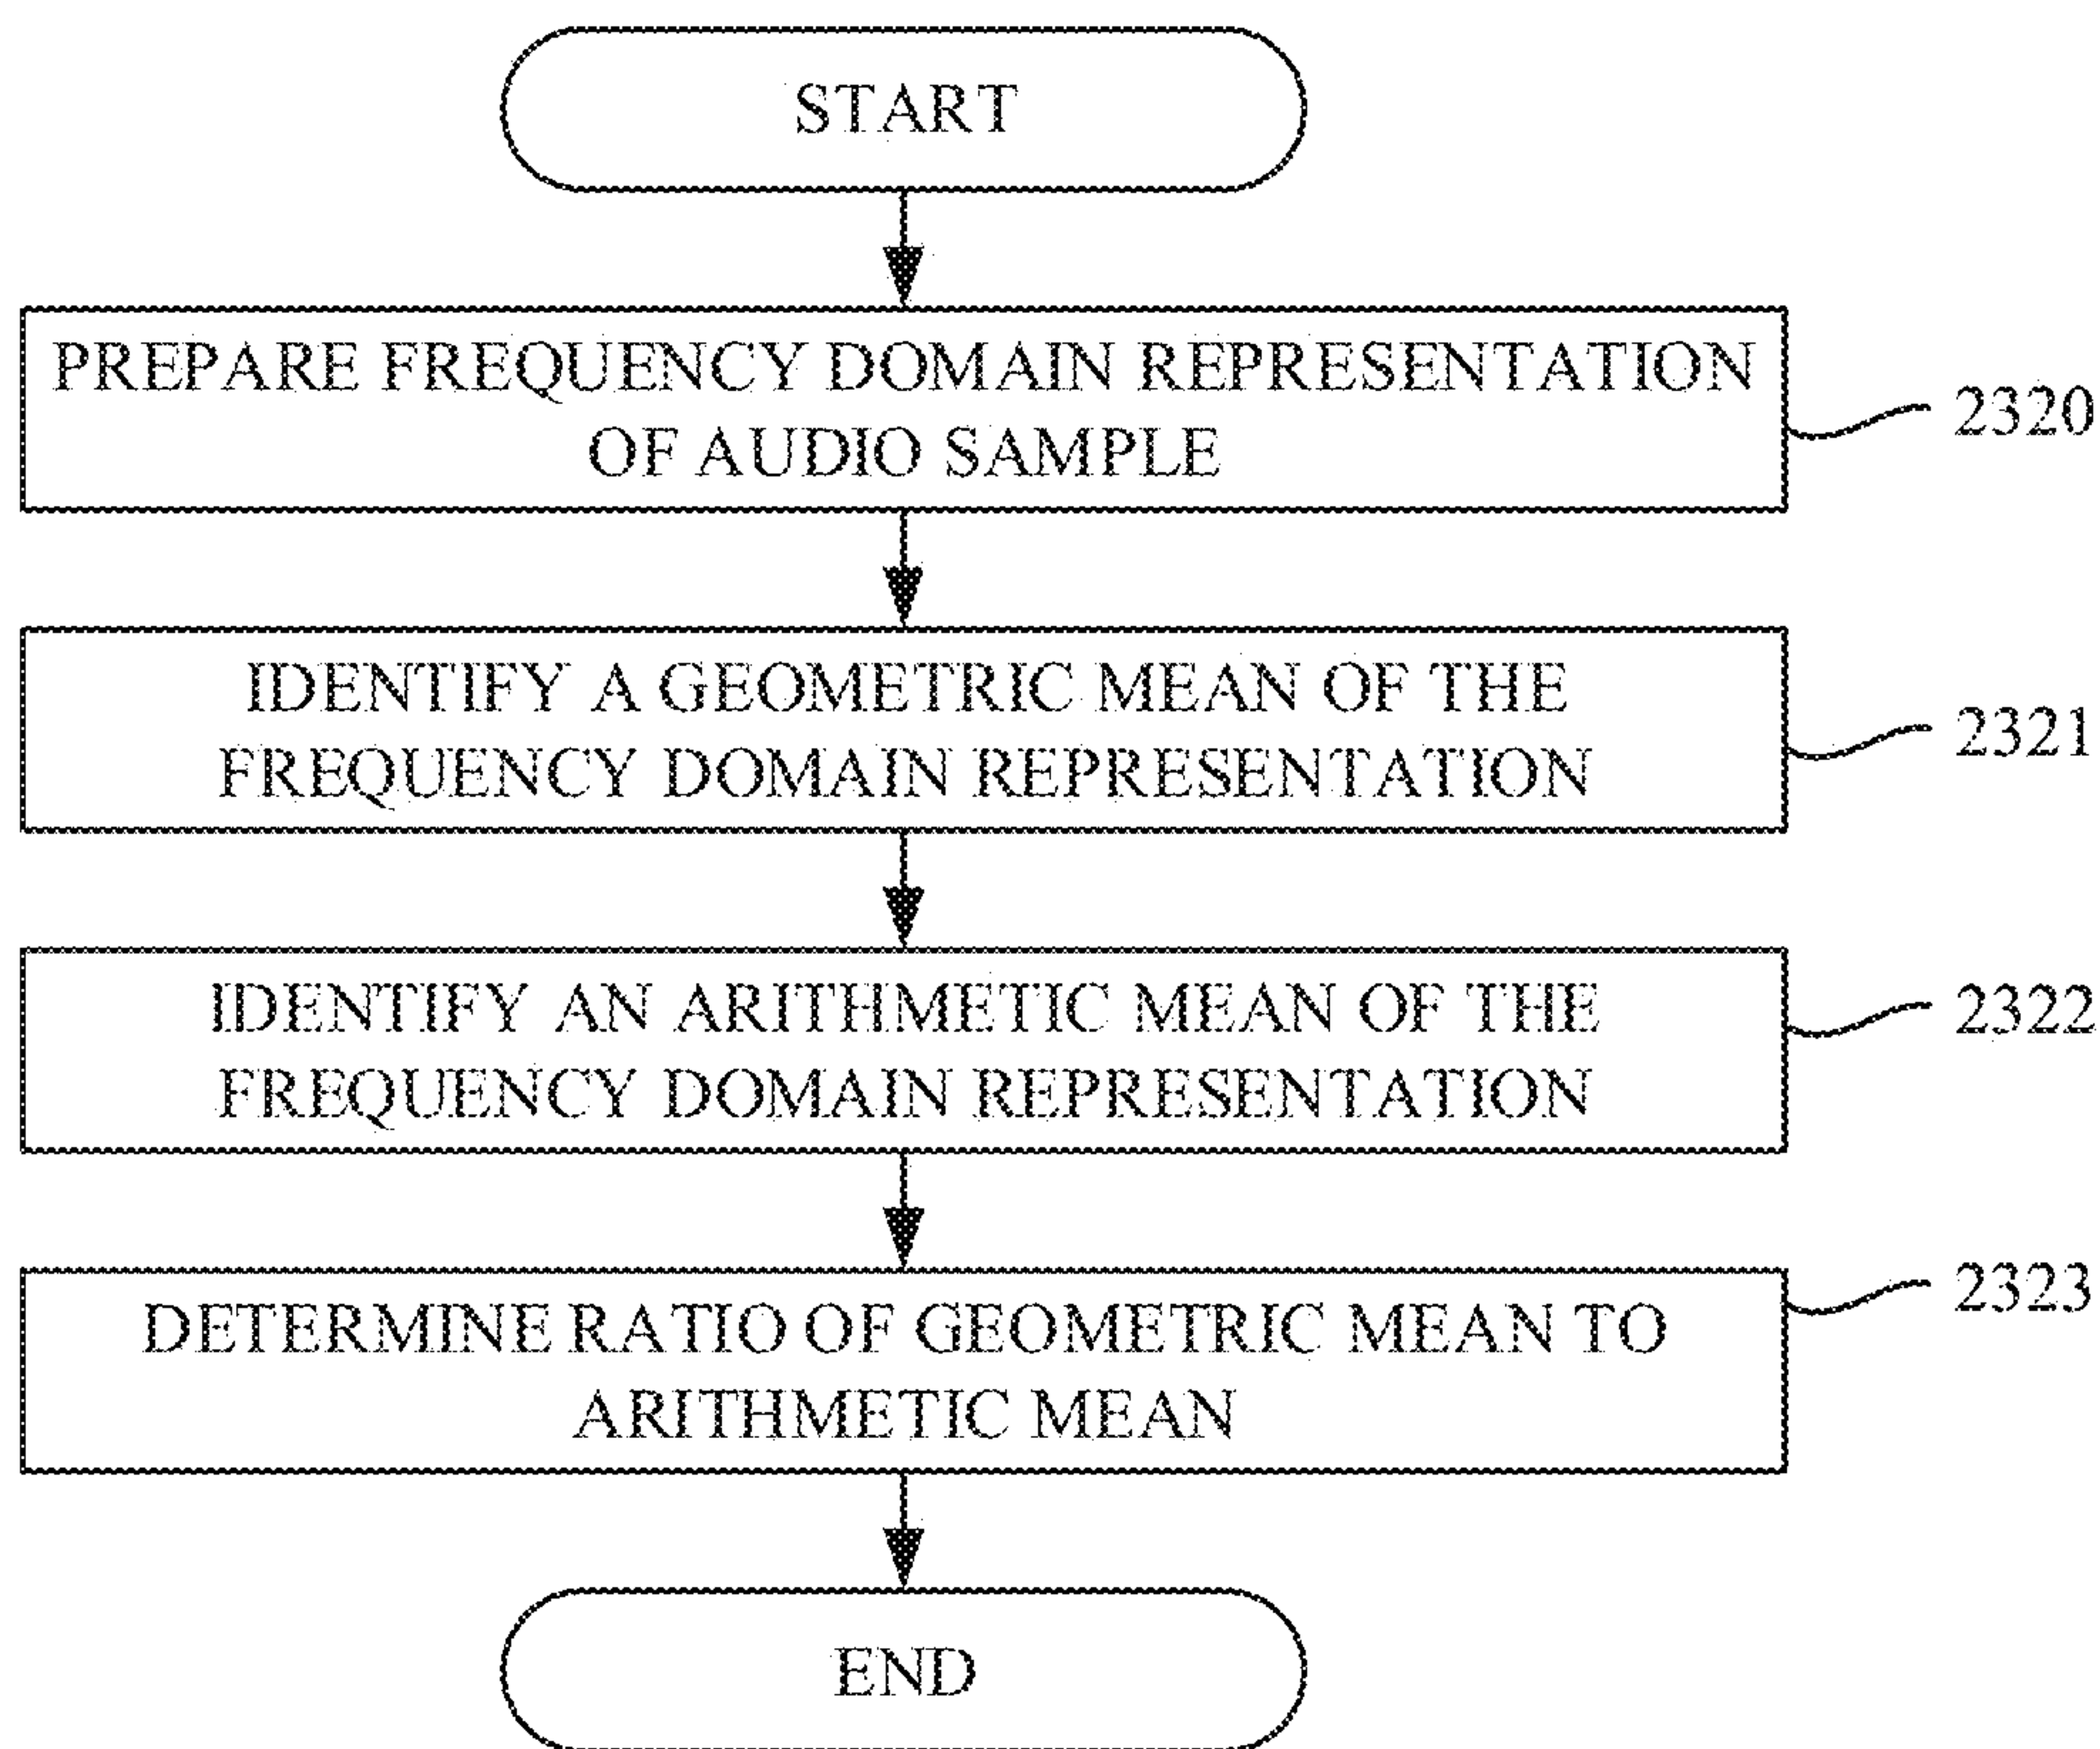 START
PREPARE FREQUENCY DOMAIN REPRESENTATION
OF AUDIO SAMPLE
2320
IDENTIFY A GEOMETRIC MEAN OF THE
FREQUENCY DOMAIN REPRESENTATION
2321
IDENTIFY AN ARITHMETIC MEAN OF THE
FREQUENCY DOMAIN REPRESENTATION
2322
DETERMINE RATIO OF GEOMETRIC MEAN TO
ARITHMETIC MEAN
2323
END